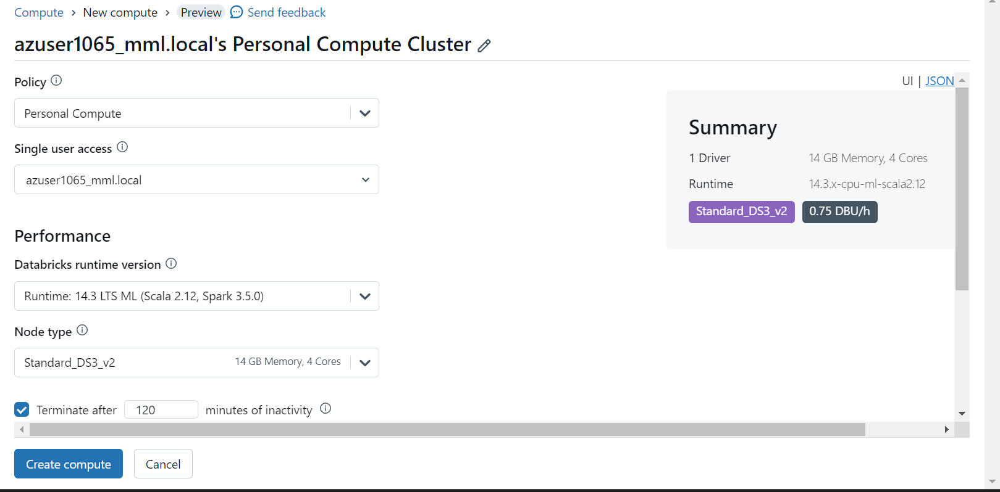 Compute > New compute > Preview Send feedback
azuser1065_mml.local's Personal Compute Cluster
Policy
UI | JSON
Personal Compute
Single user access
azuser1065_mml.local
Summary
1 Driver 14 GB Memory, 4 Cores
Runtime 14.3.x-cpu-ml-scala2.12
Standard_DS3_v2 0.75 DBU/h
Performance
Databricks runtime version
Runtime: 14.3 LTS ML (Scala 2.12, Spark 3.5.0)
Node type
Standard_DS3_v2 14 GB Memory, 4 Cores
Terminate after 120 minutes of inactivity
Create compute Cancel